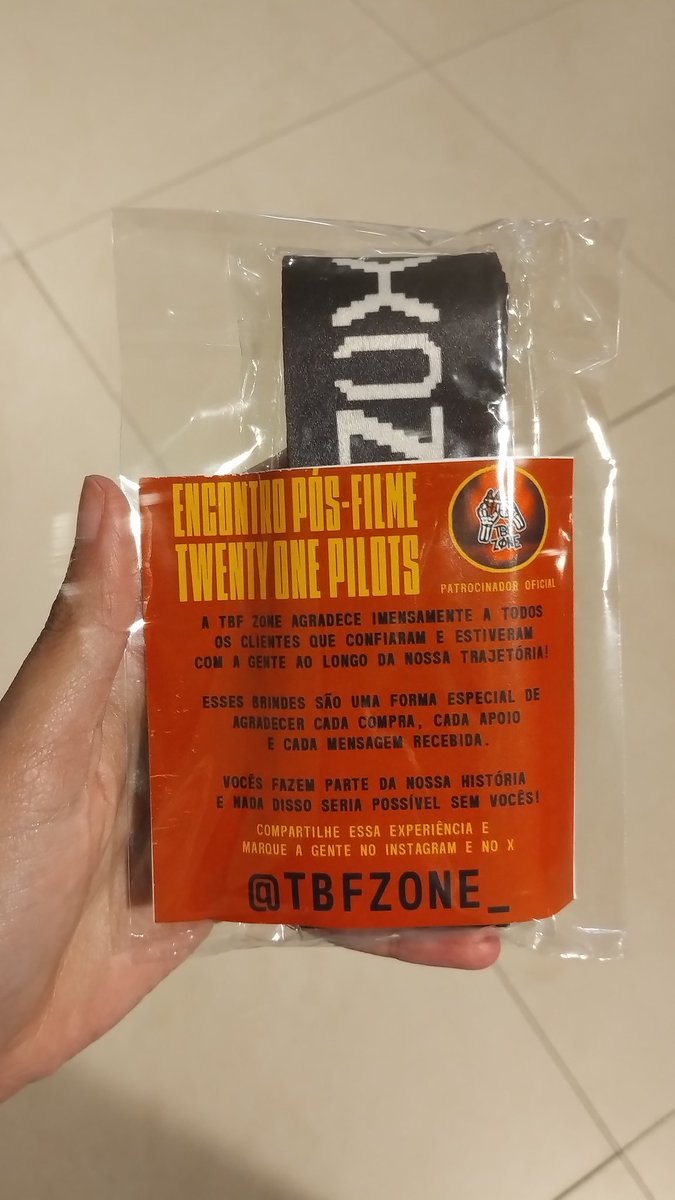 ENCONTRO PÓS-FILME
TWENTY ONE PILOTS
TBF
ZONE
PATROCINADOR OFICIAL
A TBF ZONE AGRADECE IMENSAMENTE A TODOS
OS CLIENTES QUE CONFIARAM E ESTIVERAM
COM A GENTE AO LONGO DA NOSSA TRAJETÓRIA!
ESSES BRINDES SÃO UMA FORMA ESPECIAL DE
AGRADECER CADA COMPRA, CADA APOIO
E CADA MENSAGEM RECEBIDA.
VOCÊS FAZEM PARTE DA NOSSA HISTÓRIA
E NADA DISSO SERIA POSSÍVEL SEM VOCÊS!
COMPARTILHE ESSA EXPERIÊNCIA E
MARQUE A GENTE NO INSTAGRAM E NO X
@TBFZONE_